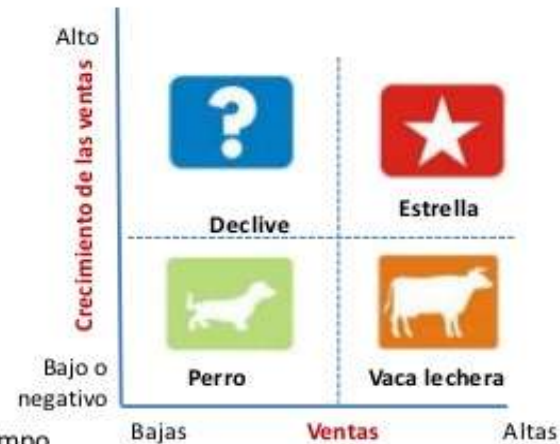 Alto
Crecimiento de las ventas
?
Estrella
Declive
Bajo o
negativo
Perro
Vaca lechera
Bajas
Ventas
Altas